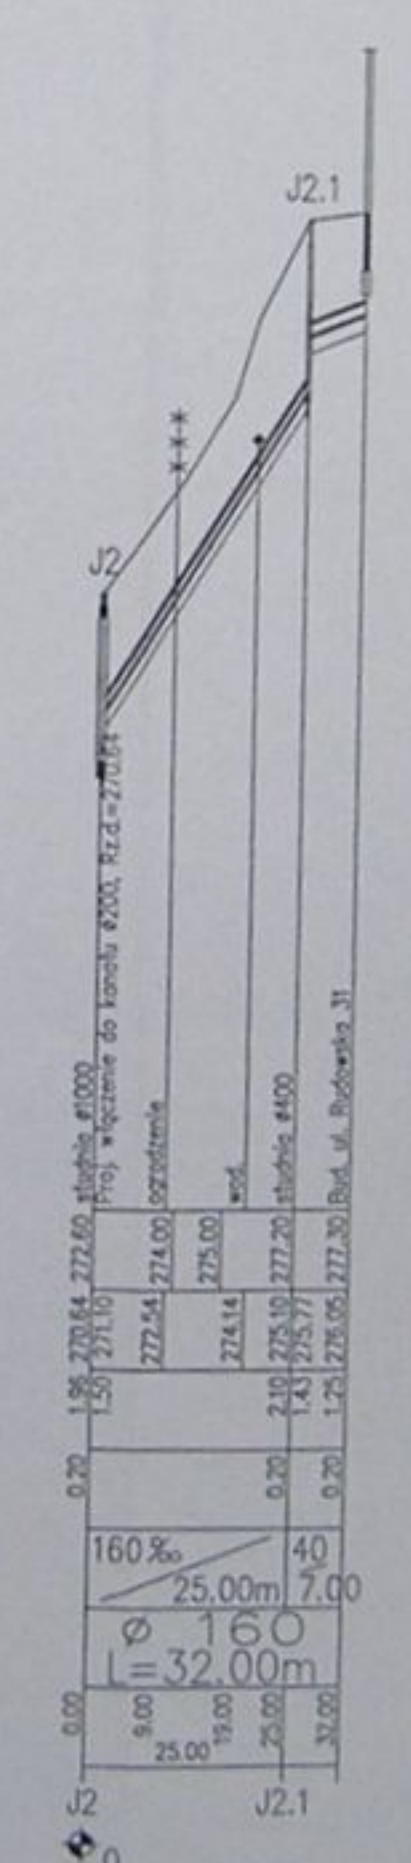 J2.1
J2
studnia ø1000
Proj. włączenie do kanału ø200, Rz.d.=270.64
ogrodzenie
wod.
studnia ø400
Bud. ul. Radowska 31
272.60
274.00
275.00
277.20
277.30
270.64
271.10
272.54
274.14
275.10
275.77
276.05
1.96
1.50
2.10
1.43
1.25
0.20
0.20
0.20
160‰
25.00m
40
7.00
ø 160
L=32.00m
0.00
9.00
19.00
25.00
32.00
25.00
J2
J2.1
0